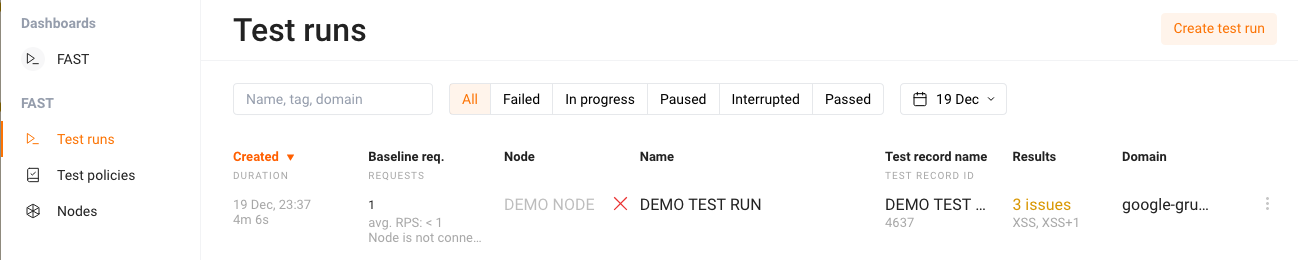 Dashboards
FAST
FAST
Test runs
Test policies
Nodes
Test runs
Create test run
Name, tag, domain
All Failed In progress Paused Interrupted Passed
19 Dec
Created ▼ Baseline req. Node Name Test record name Results Domain
DURATION REQUESTS TEST RECORD ID
19 Dec, 23:37 1 DEMO NODE DEMO TEST RUN DEMO TEST ... 3 issues google-gru...
4m 6s avg. RPS: < 1 4637 XSS, XSS+1
Node is not conne...